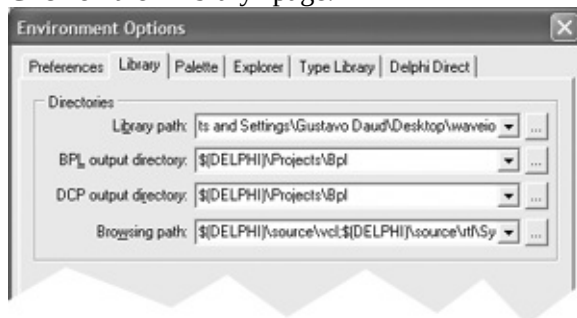 Environment Options
Preferences Library Palette Explorer Type Library Delphi Direct
Directories
Library path: ts and Settings\Gustavo Daud\Desktop\waveio ...
BPL output directory: $(DELPHI)\Projects\Bpl ...
DCP output directory: $(DELPHI)\Projects\Bpl ...
Browsing path: $(DELPHI)\source\vcl;$(DELPHI)\source\rtl\Sy ...